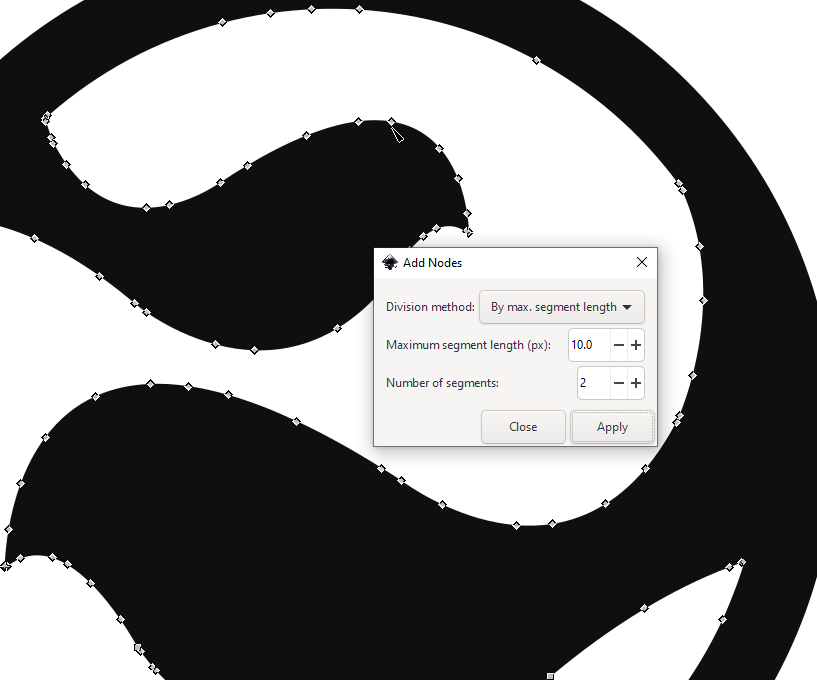 Add Nodes
Division method: By max. segment length
Maximum segment length (px): 10.0
Number of segments: 2
Close Apply